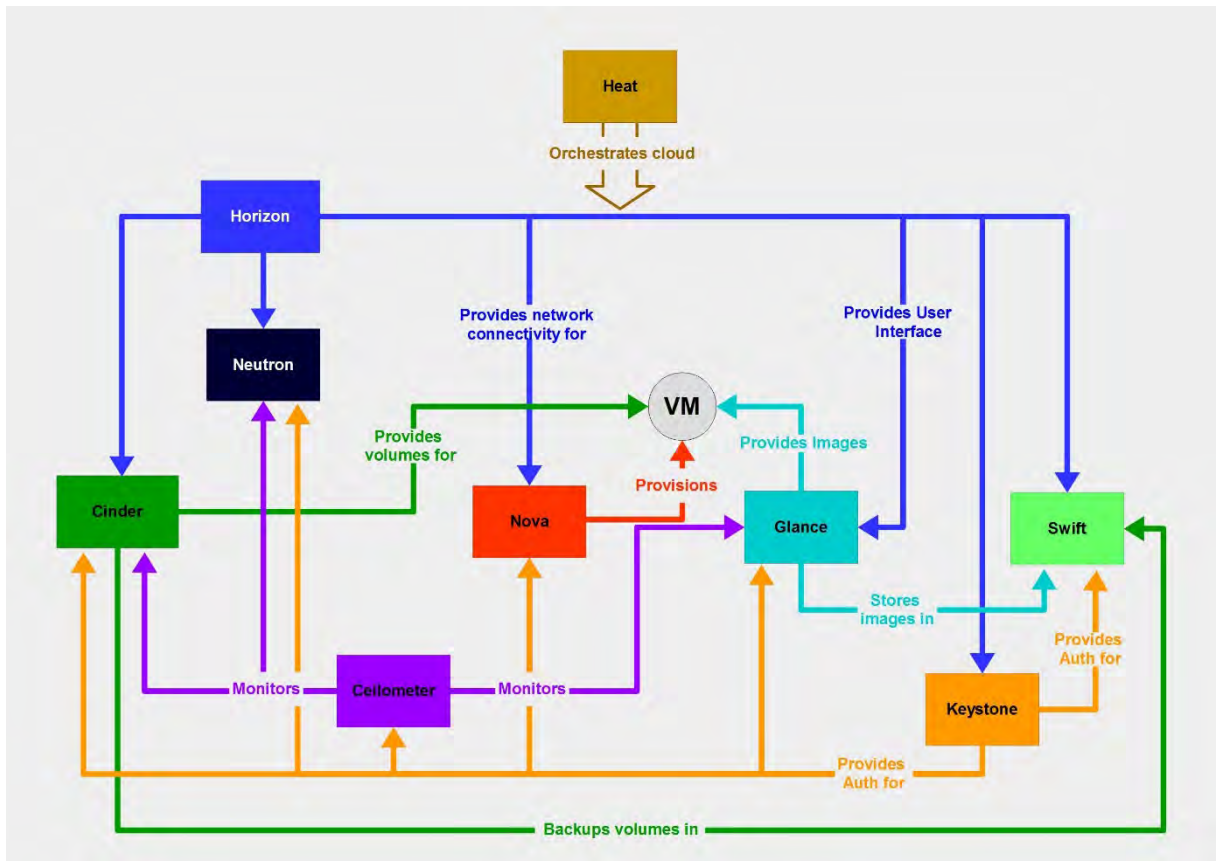 Heat
Orchestrates cloud
Horizon
Provides network
connectivity for
Provides User
Interface
Neutron
VM
Provides
volumes for
Provides Images
Provisions
Cinder
Nova
Glance
Swift
Stores
images in
Provides
Auth for
Monitors
Ceilometer
Monitors
Keystone
Provides
Auth for
Backups volumes in